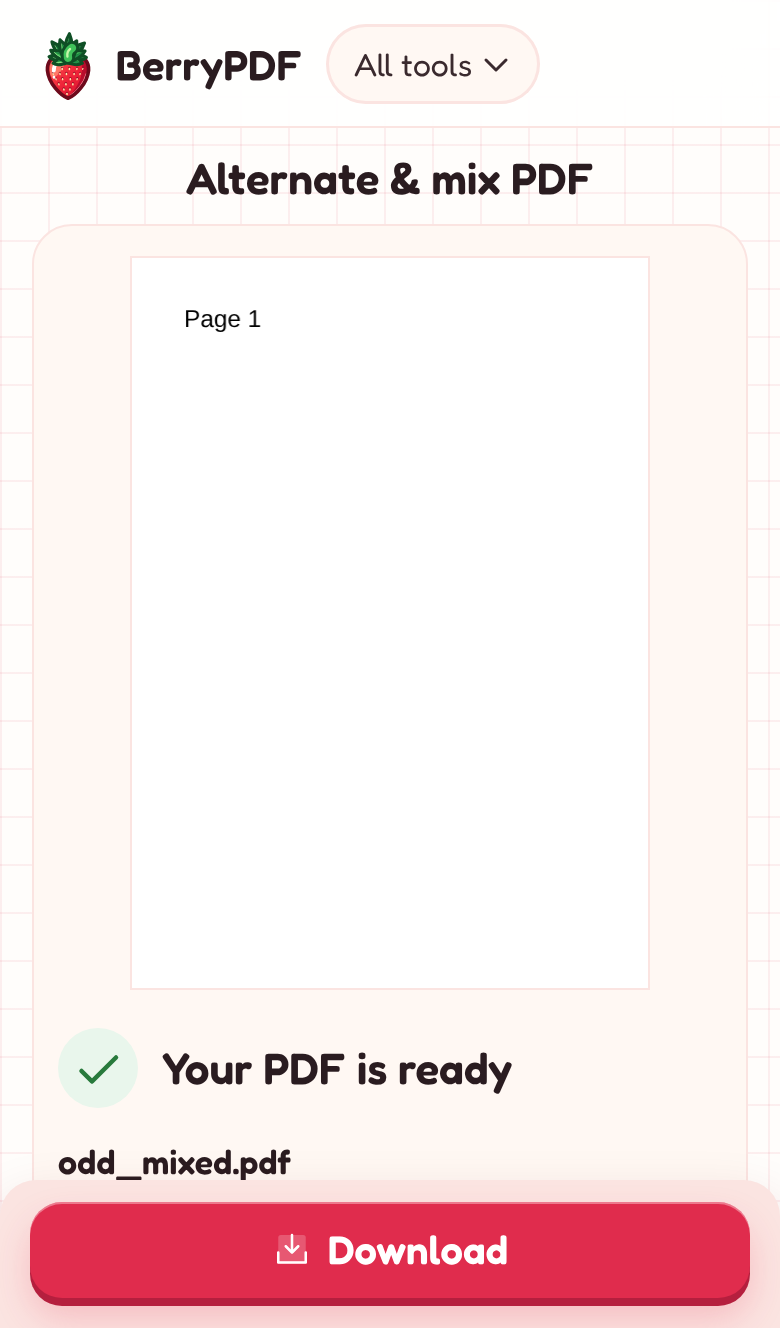 BerryPDF
All tools
Alternate & mix PDF
Page 1
Your PDF is ready
odd_mixed.pdf
Download